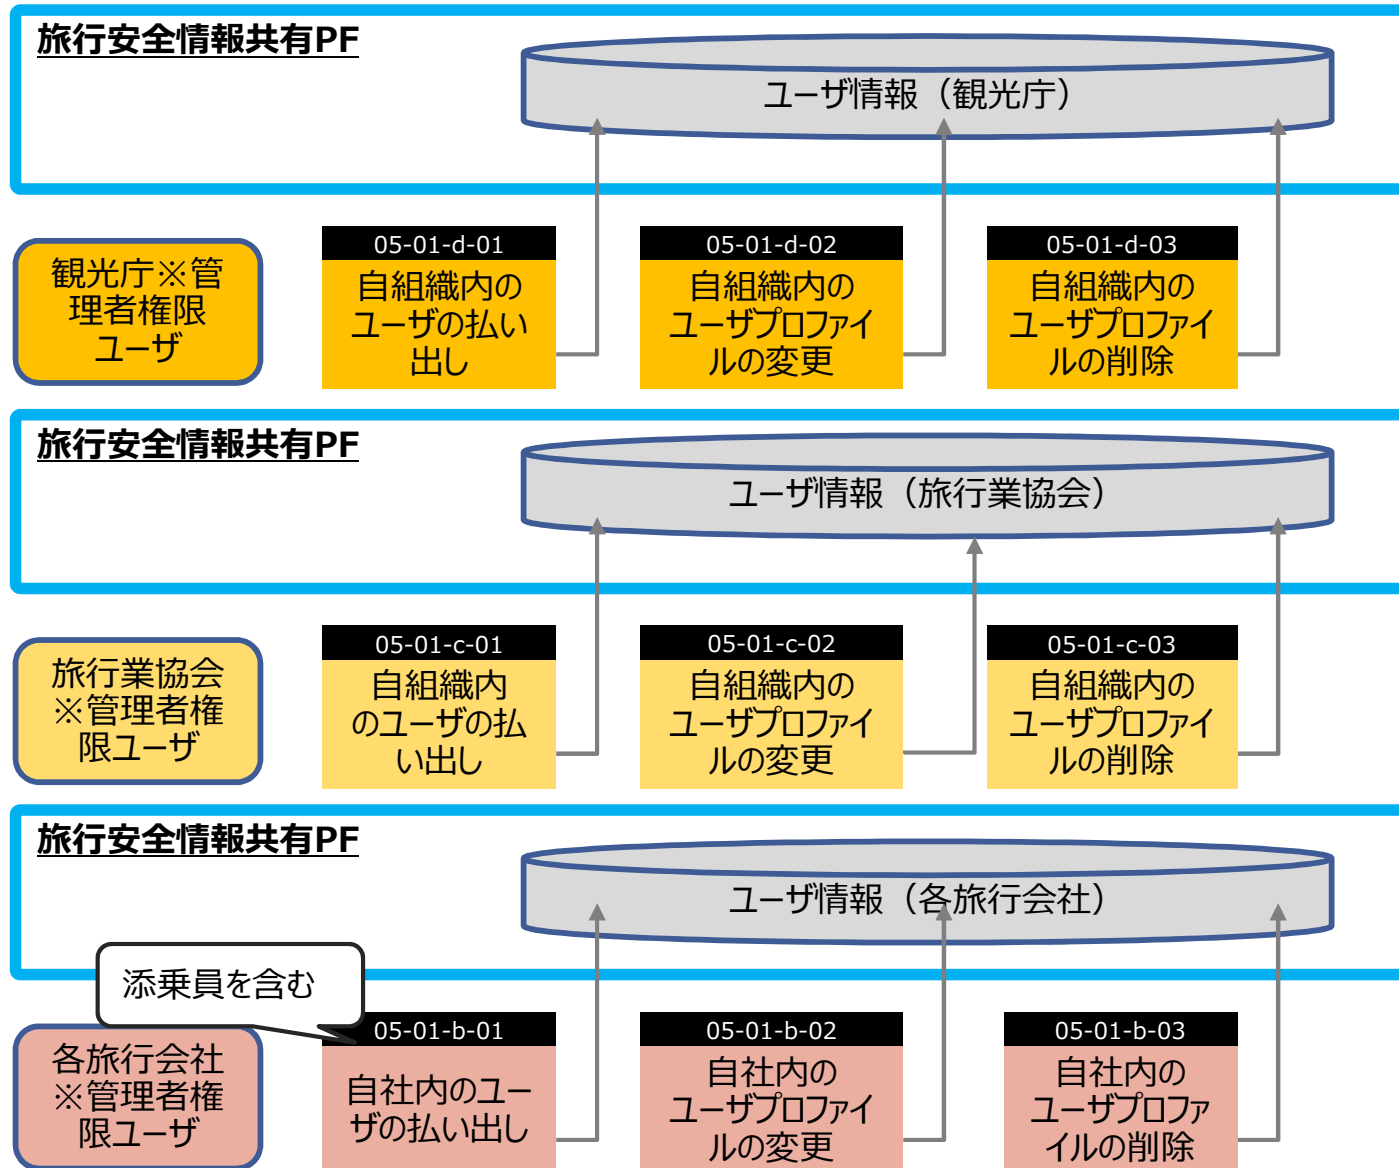 旅行安全情報共有PF
ユーザ情報（観光庁）
観光庁※管
理者権限
ユーザ
05-01-d-01
自組織内の
ユーザの払い
出し
05-01-d-02
自組織内の
ユーザプロファイ
ルの変更
05-01-d-03
自組織内の
ユーザプロファイ
ルの削除
旅行安全情報共有PF
ユーザ情報（旅行業協会）
旅行業協会
※管理者権
限ユーザ
05-01-c-01
自組織内
のユーザの払
い出し
05-01-c-02
自組織内の
ユーザプロファイ
ルの変更
05-01-c-03
自組織内の
ユーザプロファイ
ルの削除
旅行安全情報共有PF
ユーザ情報（各旅行会社）
添乗員を含む
各旅行会社
※管理者権
限ユーザ
05-01-b-01
自社内のユー
ザの払い出し
05-01-b-02
自社内の
ユーザプロファイ
ルの変更
05-01-b-03
自社内の
ユーザプロファ
イルの削除